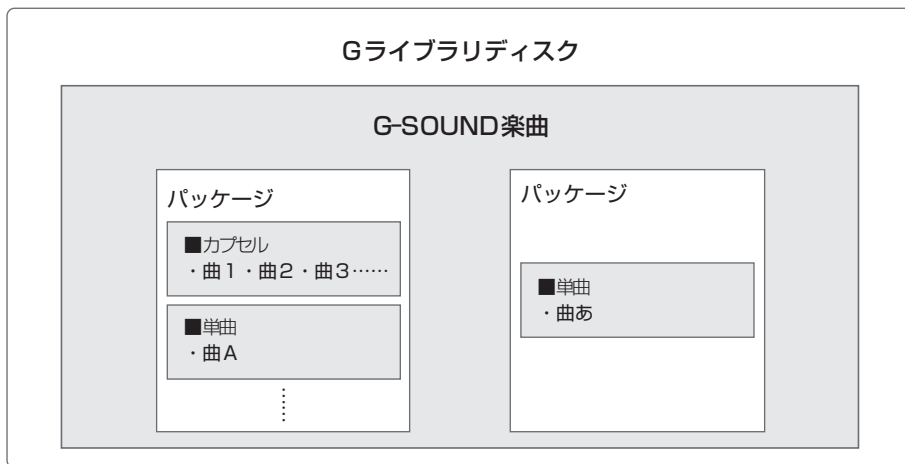 Gライブラリディスク
G-SOUND楽曲
パッケージ
■カプセル
・曲1・曲2・曲3……
■単曲
・曲A
パッケージ
■単曲
・曲あ